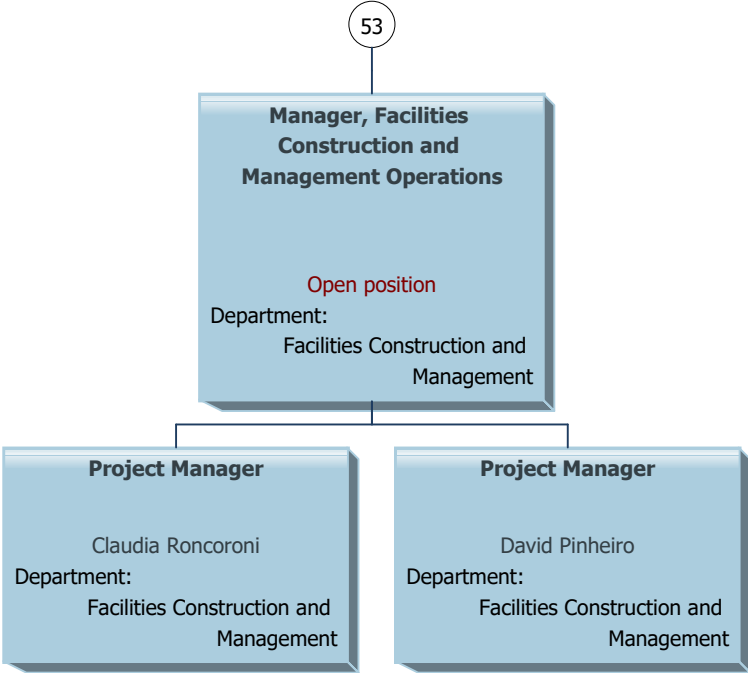 53
Manager, Facilities
Construction and
Management Operations
Open position
Department:
Facilities Construction and
Management
Project Manager
Claudia Roncoroni
Department:
Facilities Construction and
Management
Project Manager
David Pinheiro
Department:
Facilities Construction and
Management